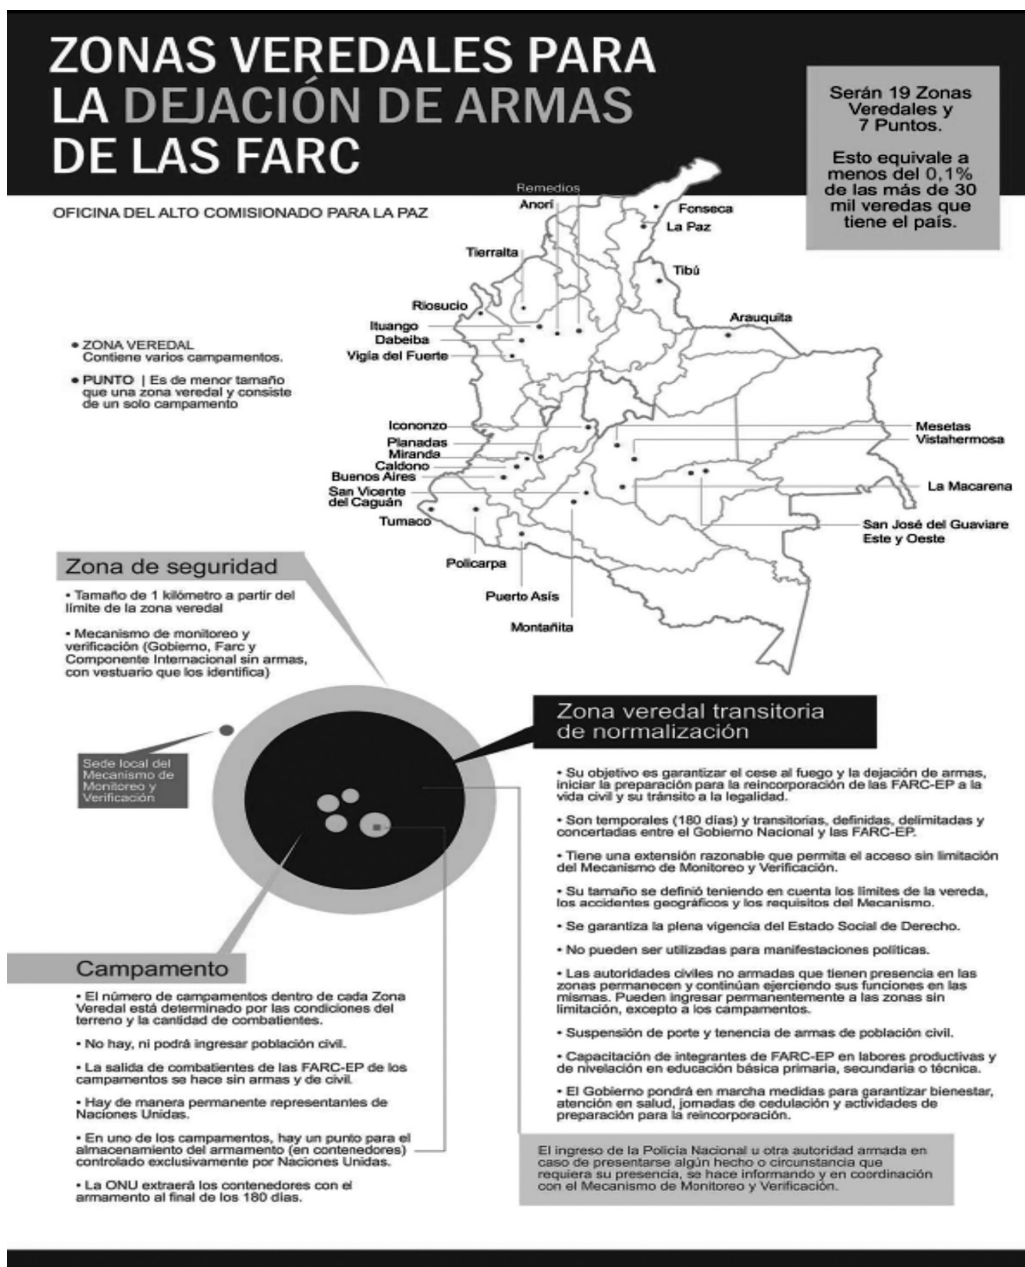 ZONAS VEREDALES PARA
LA DEJACIÓN DE ARMAS
DE LAS FARC
Serán 19 Zonas
Veredales y
7 Puntos.
Esto equivale a
menos del 0,1%
de las más de 30
mil veredas que
tiene el país.
OFICINA DEL ALTO COMISIONADO PARA LA PAZ
Remedios
Anorí
Fonseca
La Paz
Tierralta
Tibú
Riosucio
Arauquita
Ituango
Dabeiba
Vigía del Fuerte
• ZONA VEREDAL
Contiene varios campamentos.
• PUNTO | Es de menor tamaño
que una zona veredal y consiste
de un solo campamento
Iconozo
Planadas
Miranda
Caldono
Buenos Aires
San Vicente
del Caguán
Tumaco
Mesetas
Vistahermosa
La Macarena
San José del Guaviare
Este y Oeste
Policarpa
Puerto Asís
Montañita
Zona de seguridad
• Tamaño de 1 kilómetro a partir del
límite de la zona veredal
• Mecanismo de monitoreo y
verificación (Gobierno, Farc y
Componente Internacional sin armas,
con vestuario que los identifica)
Sede local del
Mecanismo de
Monitoreo y
Verificación
Zona veredal transitoria
de normalización
• Su objetivo es garantizar el cese al fuego y la dejación de armas,
iniciar la preparación para la reincorporación de las FARC-EP a la
vida civil y su tránsito a la legalidad.
• Son temporales (180 días) y transitorias, definidas, delimitadas y
concertadas entre el Gobierno Nacional y las FARC-EP.
• Tiene una extensión razonable que permita el acceso sin limitación
del Mecanismo de Monitoreo y Verificación.
• Su tamaño se definió teniendo en cuenta los límites de la vereda,
los accidentes geográficos y los requisitos del Mecanismo.
• Se garantiza la plena vigencia del Estado Social de Derecho.
• No pueden ser utilizadas para manifestaciones políticas.
• Las autoridades civiles no armadas que tienen presencia en las
zonas permanecen y continúan ejerciendo sus funciones en las
mismas. Pueden ingresar permanentemente a las zonas sin
limitación, excepto a los campamentos.
• Suspensión de porte y tenencia de armas de población civil.
• Capacitación de integrantes de FARC-EP en labores productivas y
de nivelación en educación básica primaria, secundaria o técnica.
• El Gobierno pondrá en marcha medidas para garantizar bienestar,
atención en salud, jornadas de cedulación y actividades de
preparación para la reincorporación.
Campamento
• El número de campamentos dentro de cada Zona
Veredal está determinado por las condiciones del
terreno y la cantidad de combatientes.
• No hay, ni podrá ingresar población civil.
• La salida de combatientes de las FARC-EP de los
campamentos se hace sin armas y de civil.
• Hay de manera permanente representantes de
Naciones Unidas.
• En uno de los campamentos, hay un punto para el
almacenamiento del armamento (en contenedores)
controlado exclusivamente por Naciones Unidas.
• La ONU extraerá los contenedores con el
armamento al final de los 180 días.
El ingreso de la Policía Nacional u otra autoridad armada en
caso de presentarse algún hecho o circunstancia que
requiera su presencia, se hace informando y en coordinación
con el Mecanismo de Monitoreo y Verificación.